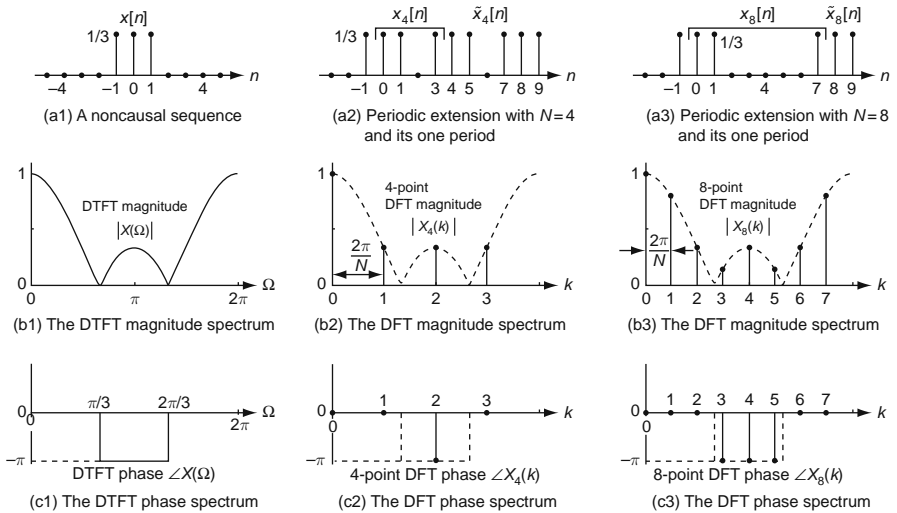 x[n]
1/3
−4 −1 0 1 4 n
(a1) A noncausal sequence
x₄[n] x̃₄[n]
1/3
−1 0 1 3 4 5 7 8 9 n
(a2) Periodic extension with N=4
and its one period
x₈[n] x̃₈[n]
1/3
−1 0 1 4 7 8 9 n
(a3) Periodic extension with N=8
and its one period
1
DTFT magnitude
|X(Ω)|
0
0 π 2π Ω
(b1) The DTFT magnitude spectrum
1
4-point
DFT magnitude
|X₄(k)|
2π/N
0
0 1 2 3 k
(b2) The DFT magnitude spectrum
1
8-point
DFT magnitude
|X₈(k)|
2π/N
0
0 1 2 3 4 5 6 7 k
(b3) The DFT magnitude spectrum
π/3 2π/3
0 Ω
0 2π
−π
DTFT phase ∠X(Ω)
(c1) The DTFT phase spectrum
1 2 3
0 k
0
−π
4-point DFT phase ∠X₄(k)
(c2) The DFT phase spectrum
1 2 3 4 5 6 7
0 k
0
−π
8-point DFT phase ∠X₈(k)
(c3) The DFT phase spectrum